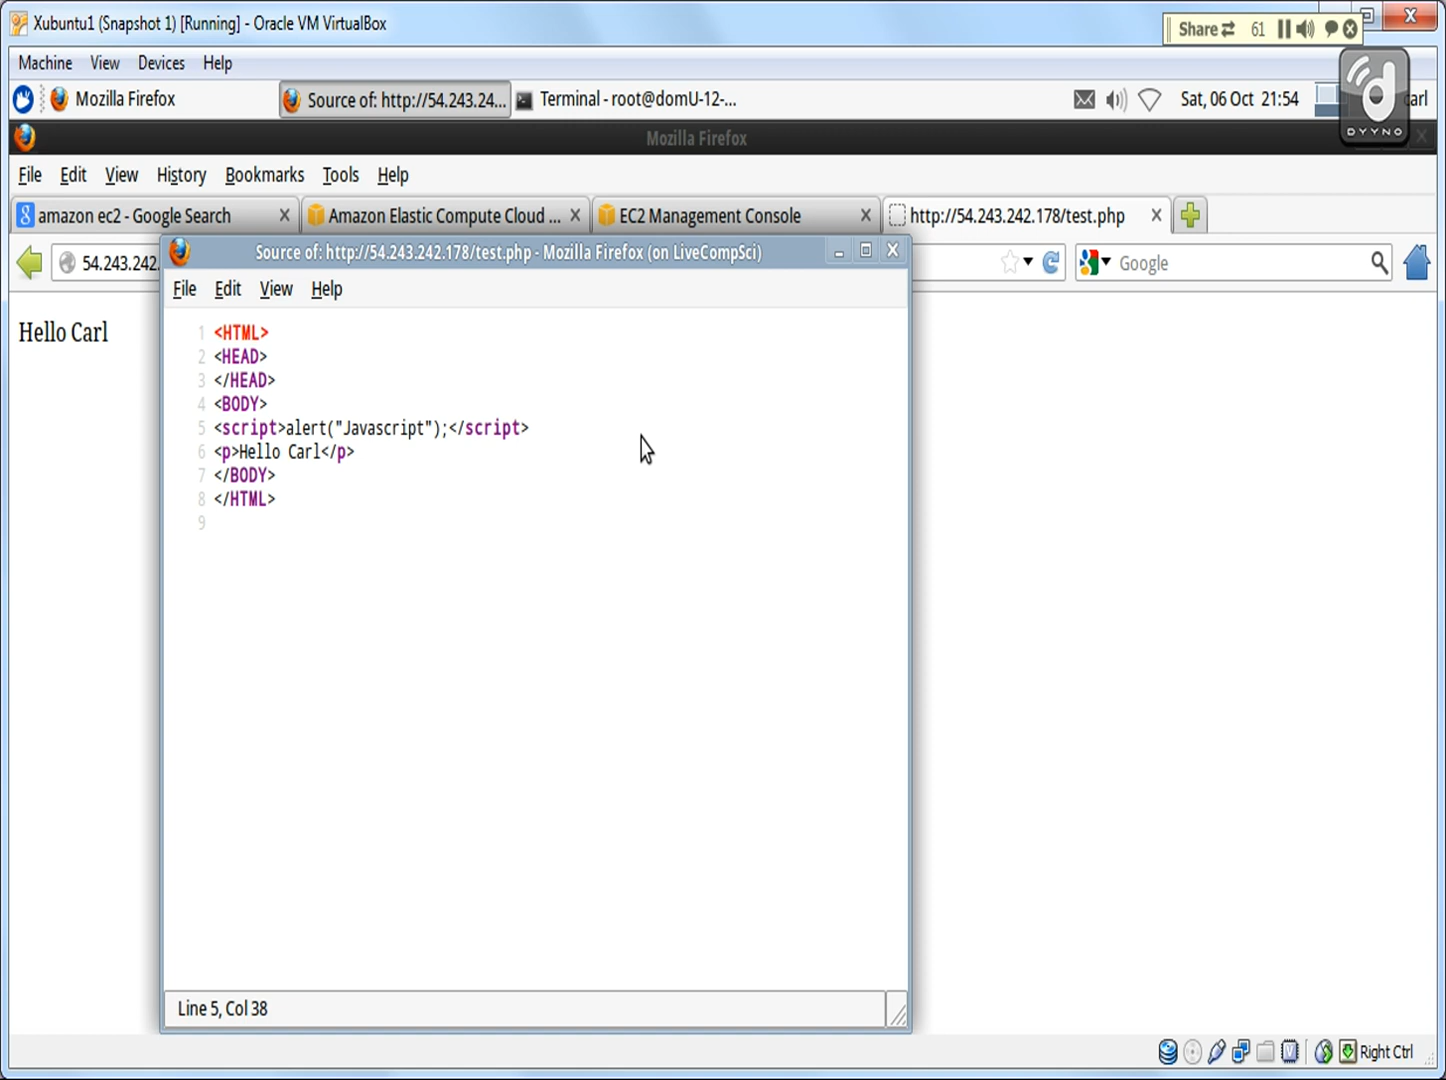 Xubuntu1 (Snapshot 1) [Running] - Oracle VM VirtualBox
Share 61
Machine View Devices Help
Mozilla Firefox
Source of: http://54.243.24...
Terminal - root@domU-12-...
Sat, 06 Oct 21:54
carl
DYYNO
Mozilla Firefox
File Edit View History Bookmarks Tools Help
amazon ec2 - Google Search
Amazon Elastic Compute Cloud ...
EC2 Management Console
http://54.243.242.178/test.php
54.243.242.
Google
Source of: http://54.243.242.178/test.php - Mozilla Firefox (on LiveCompSci)
File Edit View Help
Hello Carl
1 <HTML>
2 <HEAD>
3 </HEAD>
4 <BODY>
5 <script>alert("Javascript");</script>
6 <p>Hello Carl</p>
7 </BODY>
8 </HTML>
9
Line 5, Col 38
Right Ctrl